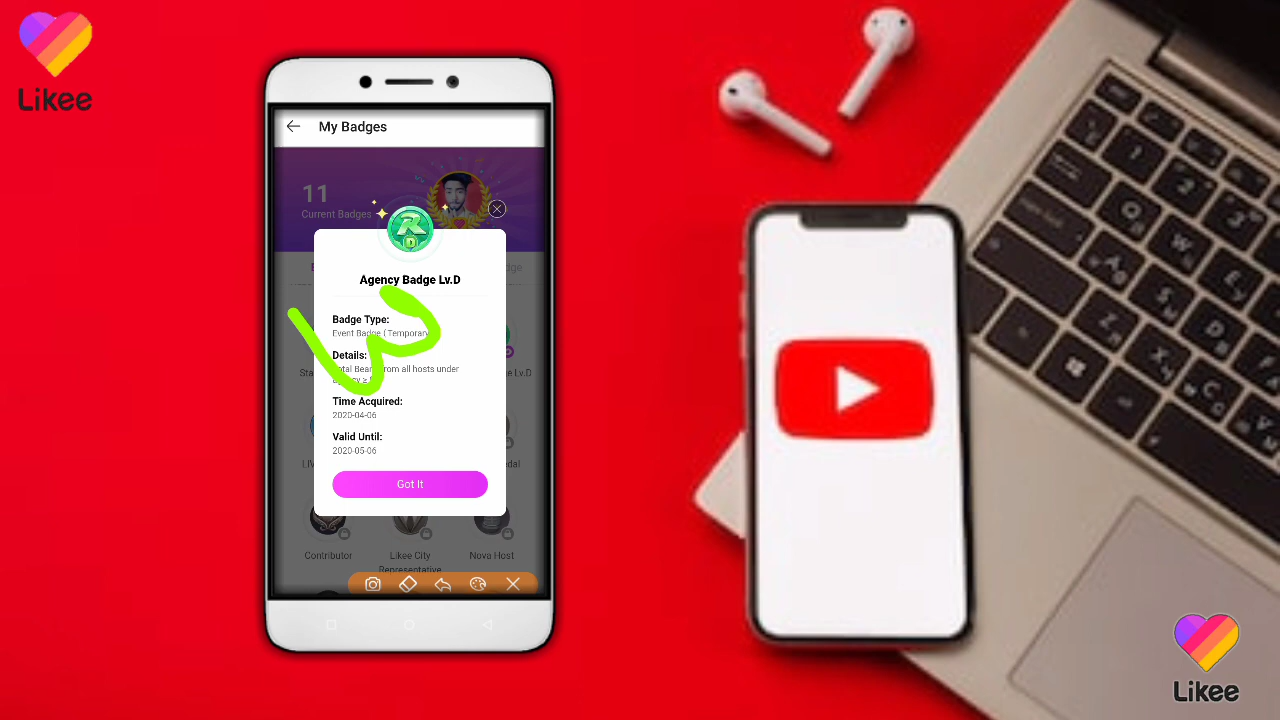 Likee
My Badges
11
Current Badges
Agency Badge Lv.D
Badge Type:
Event Badge (Temporary
Details:
from all hosts under
Time Acquired:
2020-04-06
Valid Until:
2020-05-06
Got It
Contributor
Likee City
Representative
Nova Host
Likee